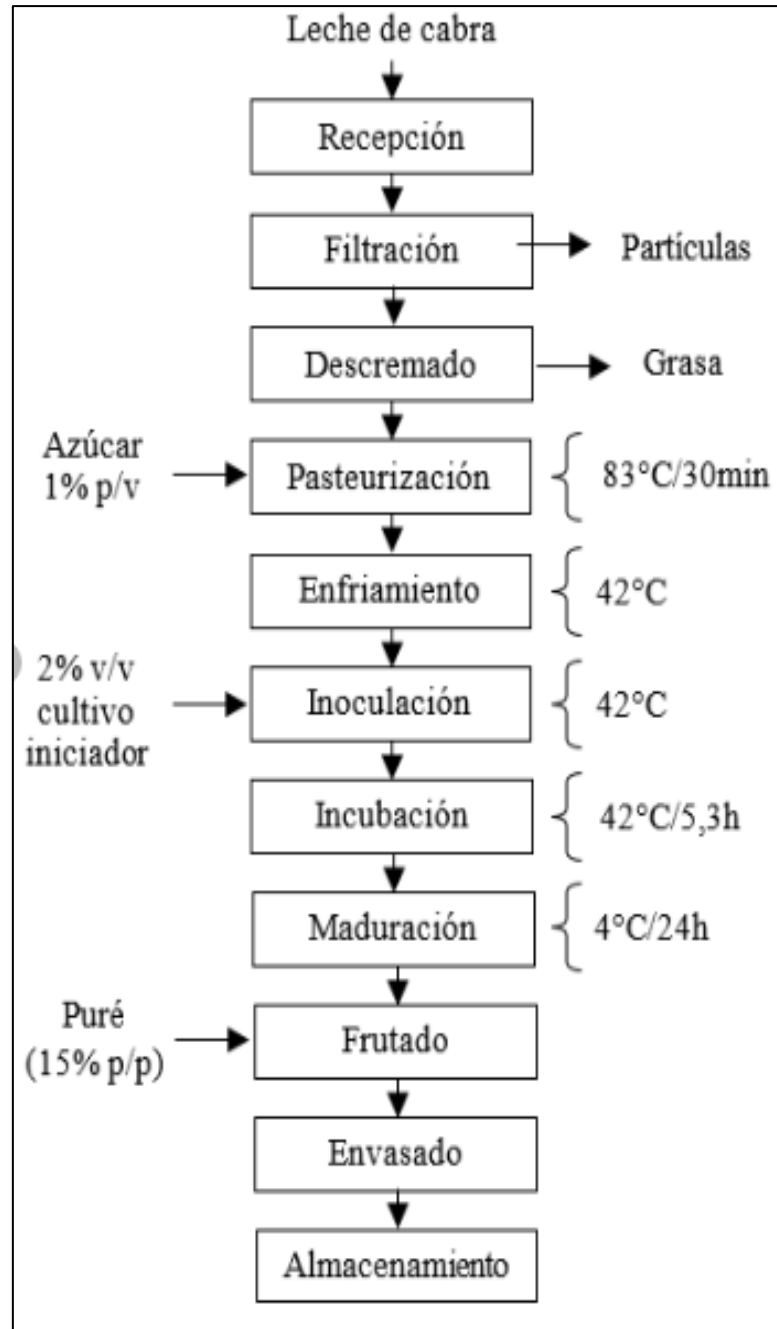 Leche de cabra
Recepción
Filtración
Partículas
Descremado
Grasa
Azúcar
1% p/v
Pasteurización
83°C/30min
Enfriamiento
42°C
2% v/v
cultivo
iniciador
Inoculación
42°C
Incubación
42°C/5,3h
Maduración
4°C/24h
Puré
(15% p/p)
Frutado
Envasado
Almacenamiento